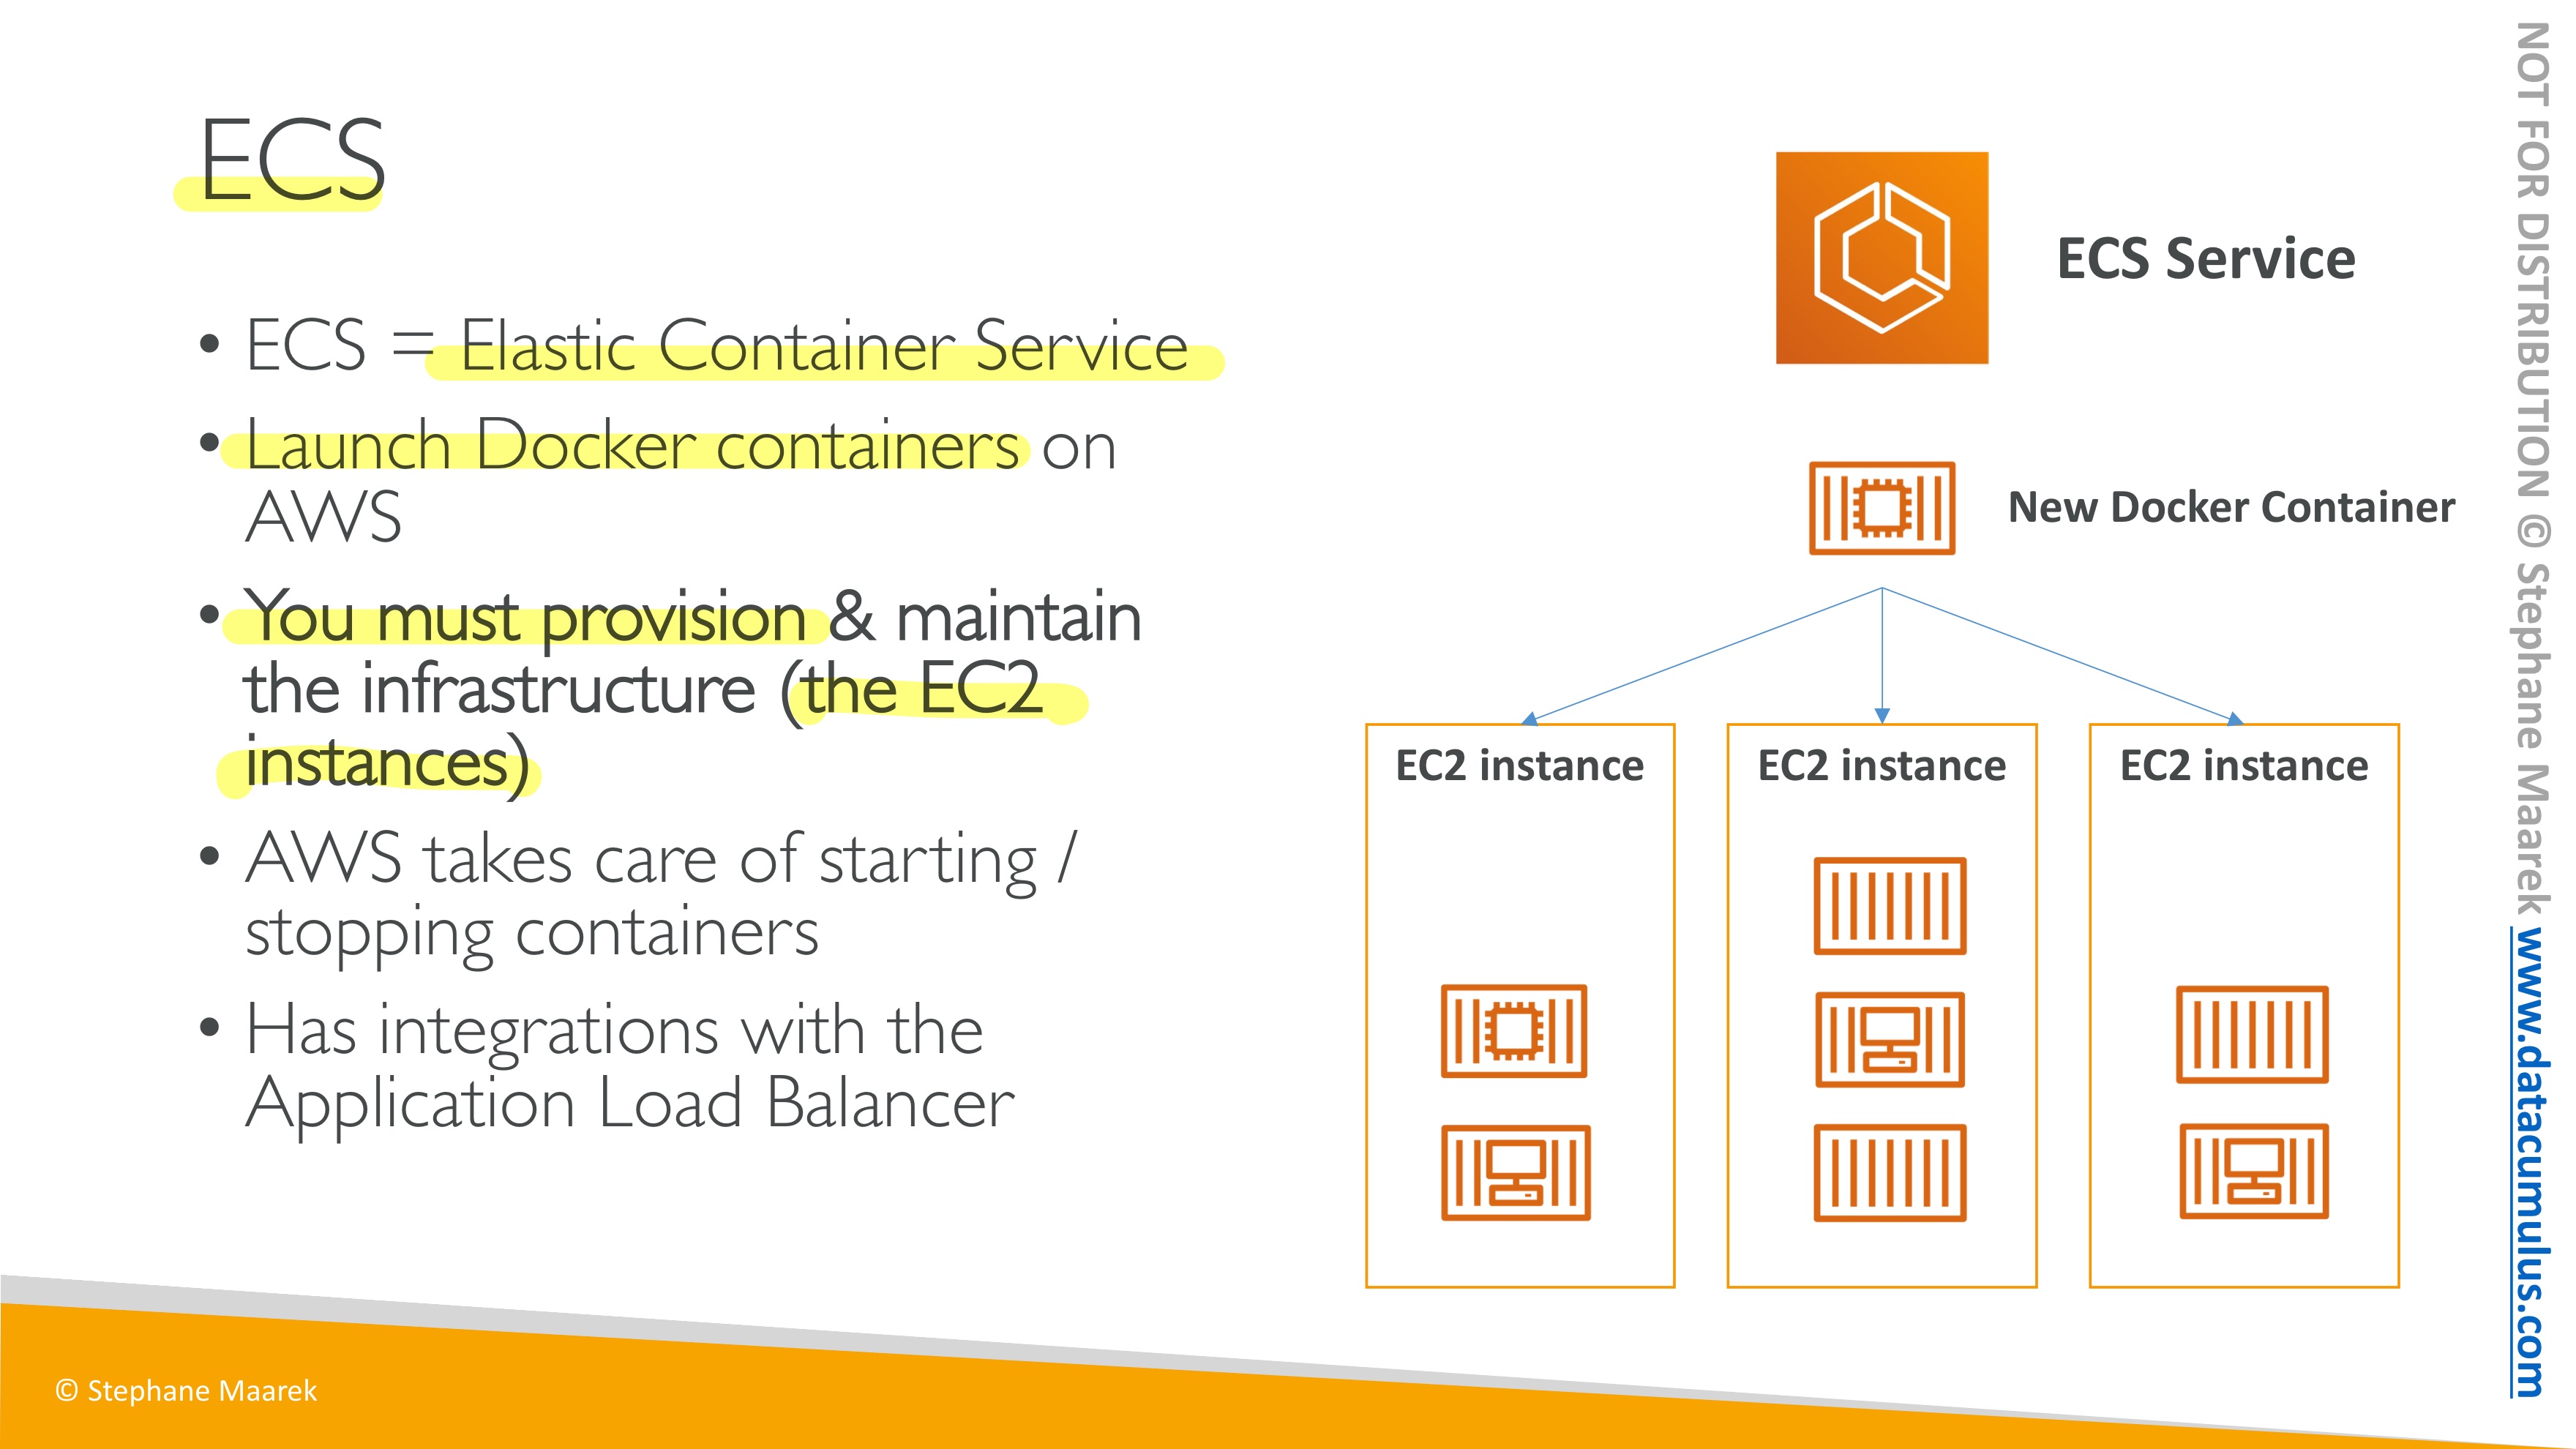 ECS
• ECS = Elastic Container Service
• Launch Docker containers on
AWS
• You must provision & maintain
the infrastructure (the EC2
instances)
• AWS takes care of starting /
stopping containers
• Has integrations with the
Application Load Balancer
ECS Service
New Docker Container
EC2 instance
EC2 instance
EC2 instance
© Stephane Maarek
NOT FOR DISTRIBUTION © Stephane Maarek www.datacumulus.com